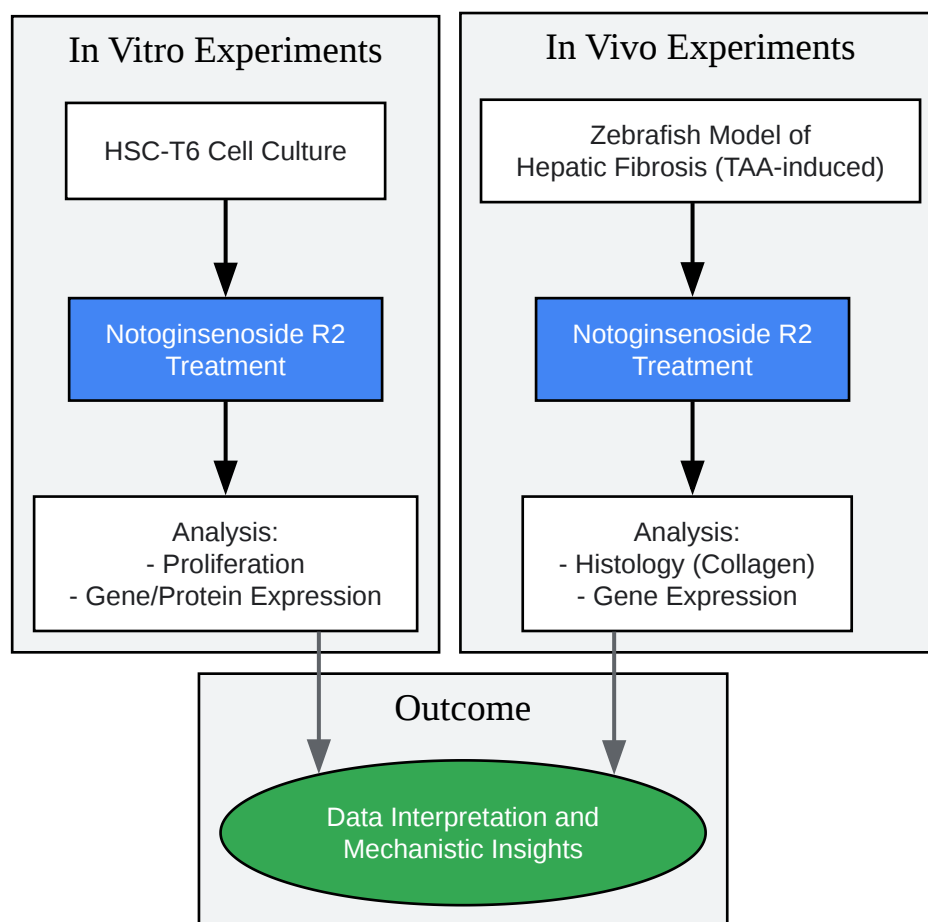 In Vitro Experiments
HSC-T6 Cell Culture
Notoginsenoside R2
Treatment
Analysis:
- Proliferation
- Gene/Protein Expression
In Vivo Experiments
Zebrafish Model of
Hepatic Fibrosis (TAA-induced)
Notoginsenoside R2
Treatment
Analysis:
- Histology (Collagen)
- Gene Expression
Outcome
Data Interpretation and
Mechanistic Insights